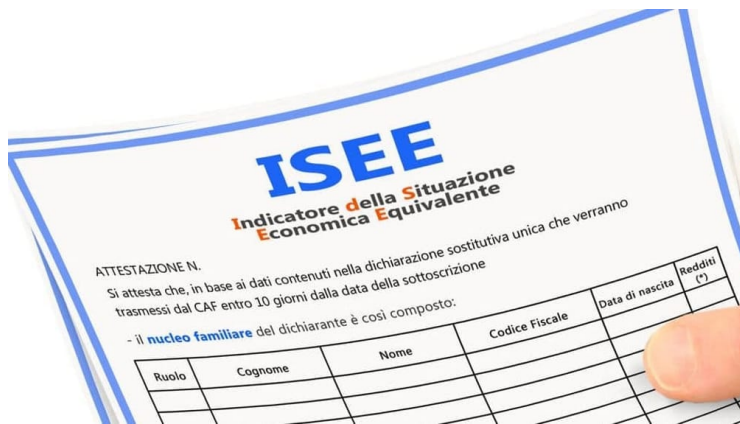 ISEE
Indicatore della Situazione
Economica Equivalente
ATTESTAZIONE N.
Si attesta che, in base ai dati contenuti nella dichiarazione sostitutiva unica che verranno
trasmessi dal CAF entro 10 giorni dalla data della sottoscrizione
- il nucleo familiare del dichiarante è così composto:
Ruolo Cognome Nome Codice Fiscale Data di nascita Redditi
(*)